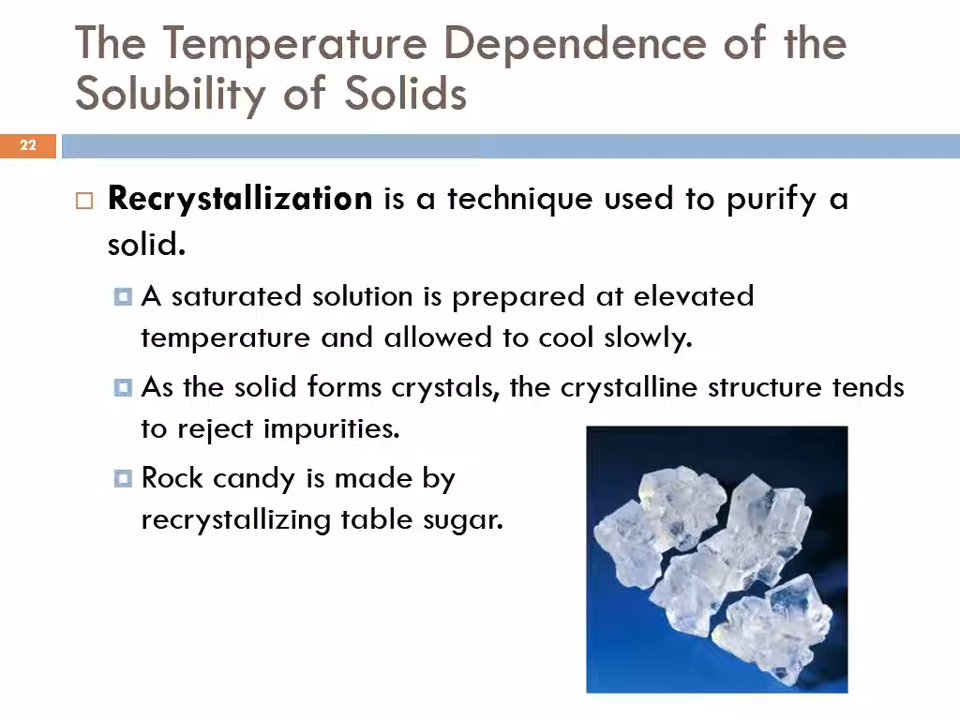 The Temperature Dependence of the
Solubility of Solids
22
Recrystallization is a technique used to purify a
solid.
A saturated solution is prepared at elevated
temperature and allowed to cool slowly.
As the solid forms crystals, the crystalline structure tends
to reject impurities.
Rock candy is made by
recrystallizing table sugar.